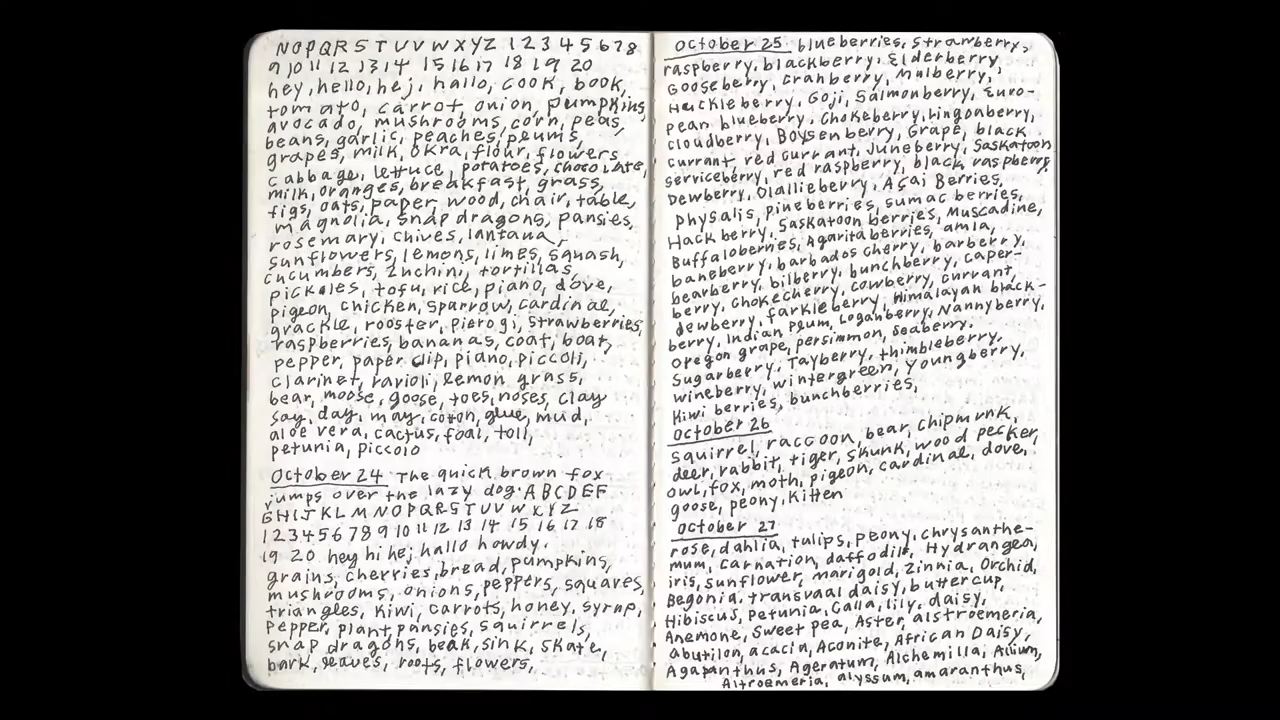 NOPQRSTUVWXYZ 12345678
9 10 11 12 13 14 15 16 17 18 19 20
hey, hello, hej, hallo, cook, book,
tomato, carrot, onion, pumpkins,
avocado, mushrooms, corn, peas,
beans, garlic, peaches, plums,
grapes, milk, okra, flour, flowers
cabbage, lettuce, potatoes, chocolate,
milk, oranges, breakfast, grass,
figs, oats, paper, wood, chair, table,
magnolia, snap dragons, pansies,
rosemary, chives, lantana,
sunflowers, lemons, limes, squash,
cucumbers, zuchini, tortillas,
pickles, tofu, rice, piano, dove,
pigeon, chicken, sparrow, cardinal,
grackle, rooster, pierogi, strawberries,
raspberries, bananas, coat, boat,
pepper, paper clip, piano, piccoli,
clarinet, ravioli, lemon grass,
bear, moose, goose, toes, noses, clay
say, day, may, coton, glue, mud,
aloe vera, cactus, foal, toll,
petunia, piccolo
October 24 The quick brown fox
jumps over the lazy dog. ABCDEF
GHIJKLMNOPQRSTUVWXYZ
1 2 3 4 5 6 7 8 9 10 11 12 13 14 15 16 17 18
19 20 hey hi hej hallo howdy.
grains, cherries, bread, pumpkins,
mushrooms, onions, peppers, squares,
triangles, kiwi, carrots, honey, syrup,
pepper, plant, pansies, squirrels,
snap dragons, beak, sink, skate,
bark, leaves, roots, flowers,
October 25 blueberries, strawberry,
raspberry, blackberry, Elderberry
Gooseberry, Cranberry, Mulberry,
Huckleberry, Goji, Salmonberry, Euro-
pean blueberry, Chokeberry, Lingonberry,
cloudberry, Boysenberry, Grape, black
currant, red currant, Juneberry, Saskatoon
serviceberry, red raspberry, black raspberry,
Dewberry, Olallieberry, Açai Berries,
Physalis, Pineberries, sumac berries,
Hackberry, Saskatoon berries, Muscadine,
Buffaloberries, Agarita berries, amla,
baneberry, barbados cherry, barberry,
bearberry, bilberry, bunchberry, caper-
berry, Chokecherry, cowberry, currant,
dewberry, farkleberry, Himalayan black-
berry, Indian Plum, Loganberry, Nannyberry,
Oregon grape, persimmon, Seaberry,
Sugarberry, Tayberry, thimbleberry,
wineberry, wintergreen, youngberry,
Kiwi berries, bunchberries,
October 26
squirrel, raccoon, bear, chipmunk,
deer, rabbit, tiger, skunk, wood pecker,
owl, fox, moth, pigeon, cardinal, dove,
goose, peony, Kitten
October 27
rose, dahlia, tulips, Peony, chrysanthe-
mum, Carnation, daffodils, Hydrangea,
iris, sunflower, marigold, Zinnia, Orchid,
Begonia, transvaal daisy, buttercup,
Hibiscus, Petunia, Calla, lily, daisy,
Anemone, Sweet pea, Aster, alstroemeria,
abutilon, acacia, Aconite, African Daisy,
Agapanthus, Ageratum, Alchemilla, Allium,
Altroemeria, alyssum, amaranthus,